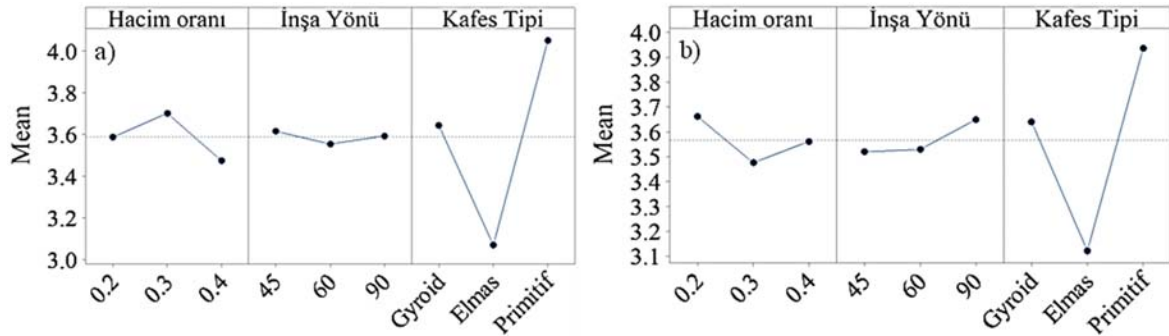 Hacim oranı İnşa Yönü Kafes Tipi
a)
4.0
3.8
3.6
3.4
3.2
3.0
Mean
0.2 0.3 0.4 45 60 90 Gyroid Elmas Primitif
Hacim oranı İnşa Yönü Kafes Tipi
b)
4.0
3.9
3.8
3.7
3.6
3.5
3.4
3.3
3.2
3.1
Mean
0.2 0.3 0.4 45 60 90 Gyroid Elmas Primitif